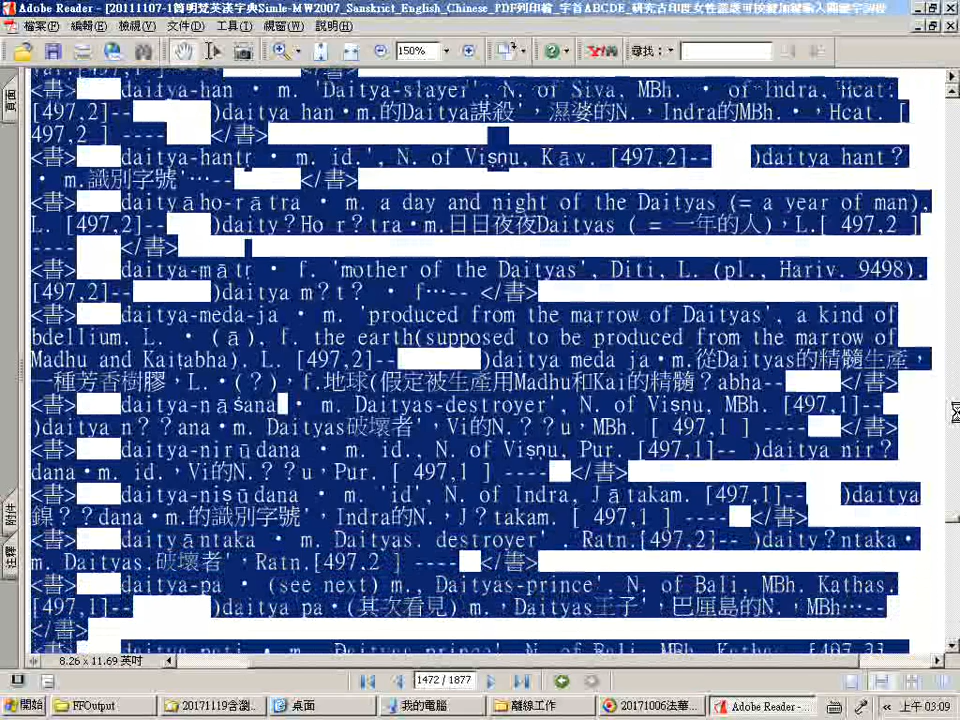 Adobe Reader - [20111107-1簡明梵英漢字典Simle-MW2007_Sanskrit_English_Chinese_PDF列印輸_字首ABCDE_研究古印度女性
檔案(F) 編輯(E) 檢視(V) 文件(D) 工具(T) 視窗(W) 說明(H)
150% 尋找：
<書> daitya-han • m. 'Daitya-slayer', N. of Siva, MBh. • of Indra, Hcat.
[497,2]-- )daitya han•m.的Daitya謀殺'，濕婆的N.，Indra的MBh.•，Hcat. [
497,2 ] ---- </書>
<書> daitya-hantṛ • m. id.', N. of Viṣṇu, Kāv. [497,2]-- )daitya hant？
• m.識別字號'…-- </書>
<書> daityāho-rātra • m. a day and night of the Daityas (= a year of man),
L. [497,2]-- )daity？Ho r？tra•m.日日夜夜Daityas ( = 一年的人)，L.[ 497,2 ]
---- </書>
<書> daitya-mātṛ • f. 'mother of the Daityas', Diti, L. (pl., Hariv. 9498).
[497,2]-- )daitya m？t？ • f…-- </書>
<書> daitya-meda-ja • m. 'produced from the marrow of Daityas', a kind of
bdellium. L. • (ā), f. the earth(supposed to be produced from the marrow of
Madhu and Kaiṭabha). L. [497,2]-- )daitya meda ja•m.從Daityas的精髓生產，
一種芳香樹膠，L.•(？)，f.地球(假定被生產用Madhu和Kai的精髓？abha-- </書>
<書> daitya-nāśana • m. Daityas-destroyer', N. of Viṣṇu, MBh. [497,1]--
)daitya n？？ana•m. Daityas破壞者'，Vi的N.？？u，MBh. [ 497,1 ] ---- </書>
<書> daitya-nirūdana • m. id., N. of Viṣṇu, Pur. [497,1]-- )daitya nir？
dana•m. id.，Vi的N.？？u，Pur. [ 497,1 ] ---- </書>
<書> daitya-niṣūdana • m. 'id', N. of Indra, Jātakam. [497,1]-- )daitya
鎳？？dana•m.的識別字號'，Indra的N.，J？takam. [ 497,1 ] ---- </書>
<書> daityāntaka • m. Daityas. destroyer' . Ratn.[497,2]-- )daity？ntaka•
m. Daityas.破壞者'，Ratn.[497,2 ] ---- </書>
<書> daitya-pa • (see next) m., Daityas-prince', N. of Bali, MBh. Kathas.
[497,1]-- )daitya pa•(其次看見) m.，Daityas王子'，巴厘島的N.，MBh…--
</書>
頁面
附件
註釋
8.26 x 11.69 英吋
1472 / 1877
開始 FFOutput 20171119含瀏... 桌面 我的電腦 離線工作 20171006法華... Adobe Reader - [... 上午 03:09